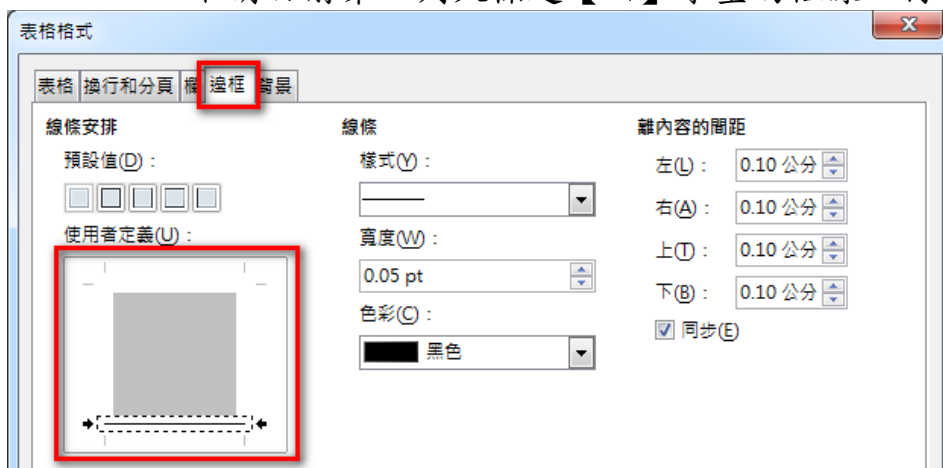 表格格式
表格 換行和分頁 欄 邊框 背景
線條安排
預設值(D):
使用者定義(U):
線條
樣式(Y):
寬度(W):
0.05 pt
色彩(C):
黑色
離內容的間距
左(L): 0.10 公分
右(A): 0.10 公分
上(T): 0.10 公分
下(B): 0.10 公分
同步(E)